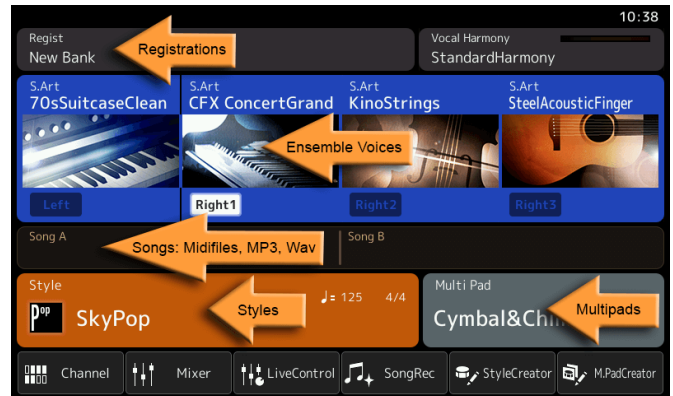 10:38
Regist
New Bank
Registrations
Vocal Harmony
StandardHarmony
S.Art
70sSuitcaseClean
S.Art
CFX ConcertGrand
S.Art
KinoStrings
S.Art
SteelAcousticFinger
Ensemble Voices
Left
Right1
Right2
Right3
Song A
Songs: Midifiles, MP3, Wav
Song B
Style
Pop
SkyPop
Styles
♩= 125 4/4
Multi Pad
Cymbal&Chi
Multipads
Channel
Mixer
LiveControl
SongRec
StyleCreator
M.PadCreator